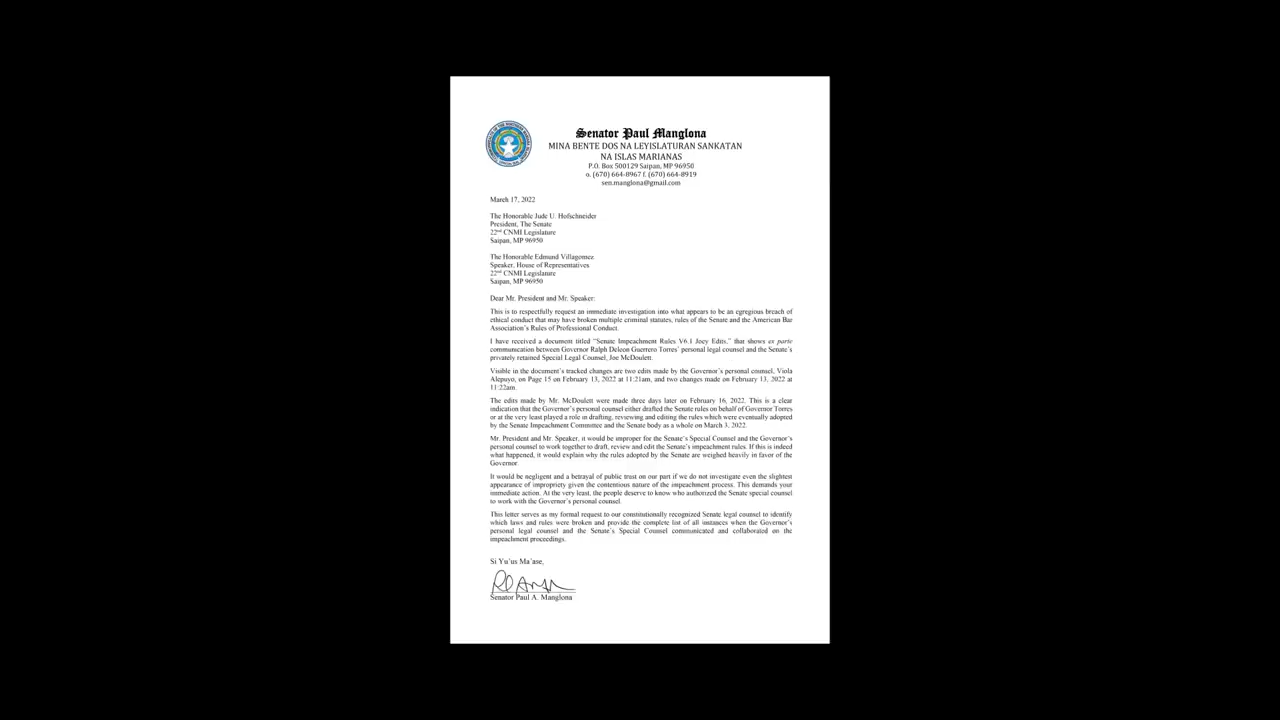 Senator Paul Manglona
MINA BENTE DOS NA LEYISLATURAN SANKATAN
NA ISLAS MARIANAS
P.O. Box 500129 Saipan, MP 96950
o. (670) 664-8967 f. (670) 664-8919
sen.manglona@gmail.com
March 17, 2022
The Honorable Jude U. Hofschneider
President, The Senate
22nd CNMI Legislature
Saipan, MP 96950
The Honorable Edmund Villagomez
Speaker, House of Representatives
22nd CNMI Legislature
Saipan, MP 96950
Dear Mr. President and Mr. Speaker:
This is to respectfully request an immediate investigation into what appears to be an egregious breach of
ethical conduct that may have broken multiple criminal statutes, rules of the Senate and the American Bar
Association's Rules of Professional Conduct.
I have received a document titled "Senate Impeachment Rules V6.1 Joey Edits," that shows ex parte
communication between Governor Ralph Deleon Guerrero Torres' personal legal counsel and the Senate's
privately retained Special Legal Counsel, Joe McDoulett.
Visible in the document's tracked changes are two edits made by the Governor's personal counsel, Viola
Alepuyo, on Page 15 on February 13, 2022 at 11:21am, and two changes made on February 13, 2022 at
11:22am.
The edits made by Mr. McDoulett were made three days later on February 16, 2022. This is a clear
indication that the Governor's personal counsel either drafted the Senate rules on behalf of Governor Torres
or at the very least played a role in drafting, reviewing and editing the rules which were eventually adopted
by the Senate Impeachment Committee and the Senate body as a whole on March 3, 2022.
Mr. President and Mr. Speaker, it would be improper for the Senate's Special Counsel and the Governor's
personal counsel to work together to draft, review and edit the Senate's impeachment rules. If this is indeed
what happened, it would explain why the rules adopted by the Senate are weighed heavily in favor of the
Governor.
It would be negligent and a betrayal of public trust on our part if we do not investigate even the slightest
appearance of impropriety given the contentious nature of the impeachment process. This demands your
immediate action. At the very least, the people deserve to know who authorized the Senate special counsel
to work with the Governor's personal counsel.
This letter serves as my formal request to our constitutionally recognized Senate legal counsel to identify
which laws and rules were broken and provide the complete list of all instances when the Governor's
personal legal counsel and the Senate's Special Counsel communicated and collaborated on the
impeachment proceedings.
Si Yu'us Ma'ase,
Senator Paul A. Manglona